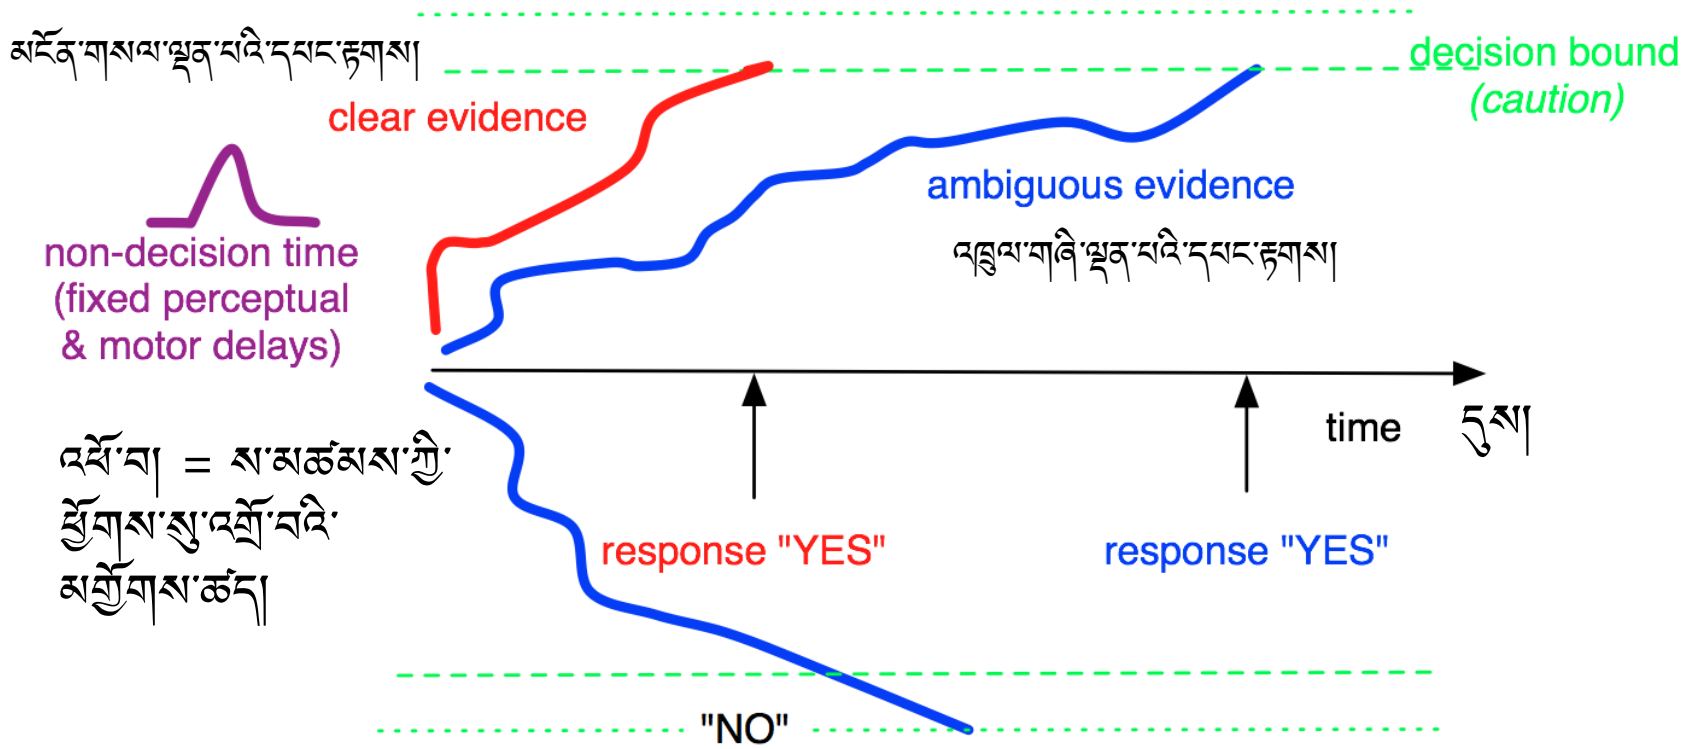 མངོན་གསལ་ལྡན་པའི་དཔང་རྟགས།
decision bound
(caution)
clear evidence
ambiguous evidence
འཁྲུལ་གཞི་ལྡན་པའི་དཔང་རྟགས།
non-decision time
(fixed perceptual
& motor delays)
time དུས།
འཕོ་བ། = ས་མཚམས་ཀྱི་
ཕྱོགས་སུ་འགྲོ་བའི་
མགྱོགས་ཚད།
response "YES"
response "YES"
"NO"